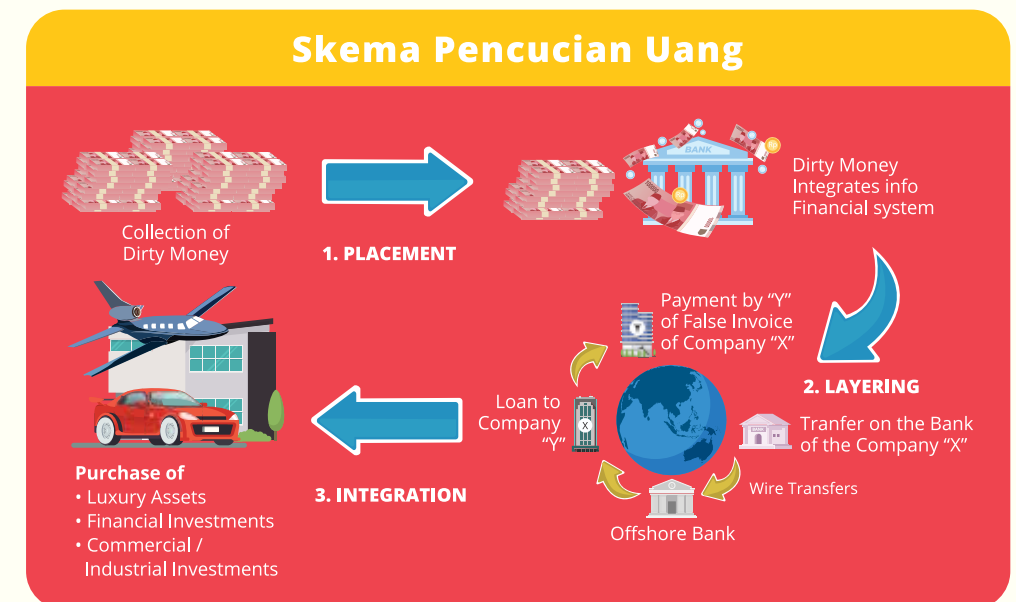 Skema Pencucian Uang
Collection of
Dirty Money
1. PLACEMENT
BANK
Rp
Dirty Money
Integrates info
Financial system
2. LAYERING
Payment by “Y”
of False Invoice
of Company “X”
Y
Loan to
Company
“Y”
X
BANK
Tranfer on the Bank
of the Company “X”
Wire Transfers
Offshore Bank
3. INTEGRATION
Purchase of
• Luxury Assets
• Financial Investments
• Commercial /
Industrial Investments